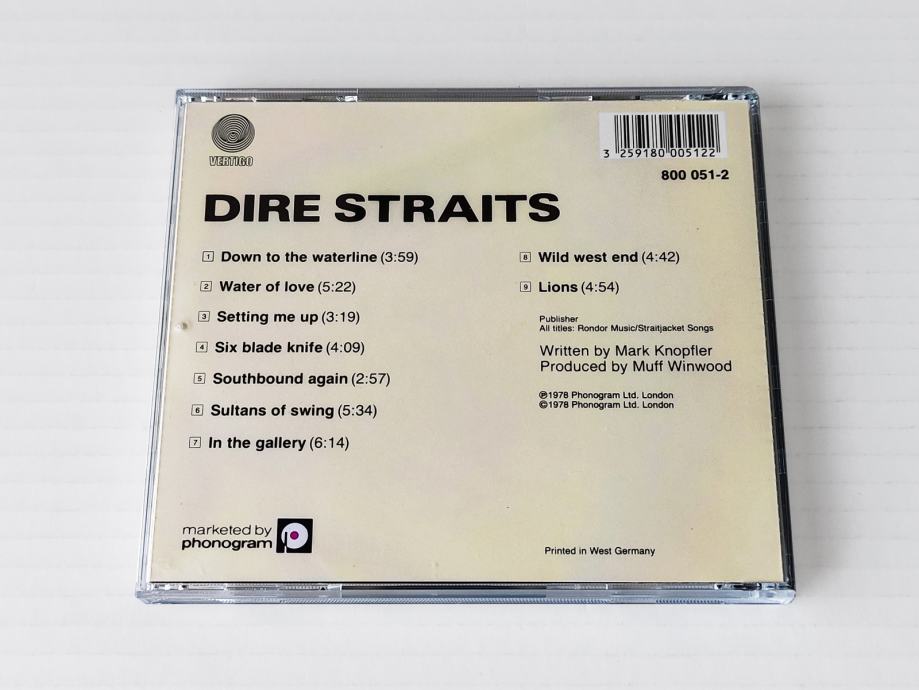 VERTIGO
3 259180 005122
800 051-2
DIRE STRAITS
1 Down to the waterline (3:59)
2 Water of love (5:22)
3 Setting me up (3:19)
4 Six blade knife (4:09)
5 Southbound again (2:57)
6 Sultans of swing (5:34)
7 In the gallery (6:14)
8 Wild west end (4:42)
9 Lions (4:54)
Publisher
All titles: Rondor Music/Straitjacket Songs
Written by Mark Knopfler
Produced by Muff Winwood
℗1978 Phonogram Ltd. London
©1978 Phonogram Ltd. London
marketed by
phonogram
Printed in West Germany